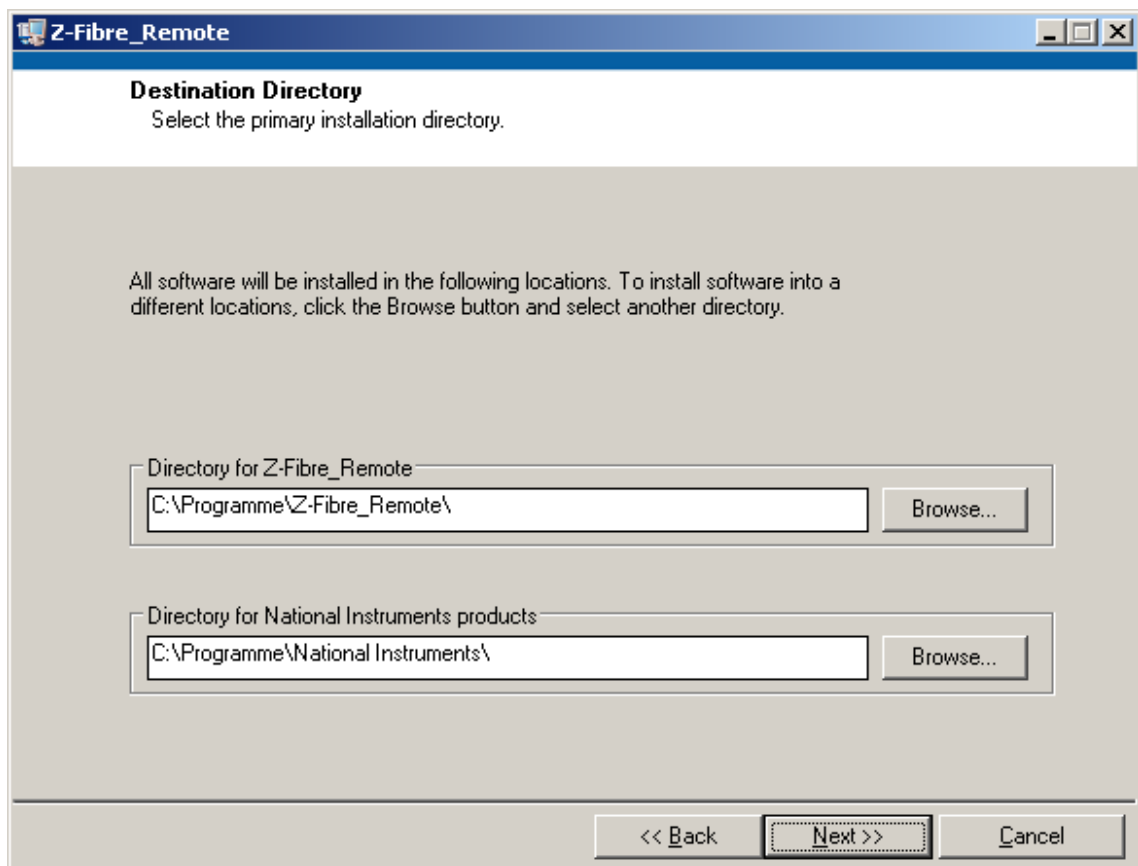 Z-Fibre_Remote
Destination Directory
Select the primary installation directory.
All software will be installed in the following locations. To install software into a
different locations, click the Browse button and select another directory.
Directory for Z-Fibre_Remote
C:\Programme\Z-Fibre_Remote\
Browse...
Directory for National Instruments products
C:\Programme\National Instruments\
Browse...
<< Back
Next >>
Cancel